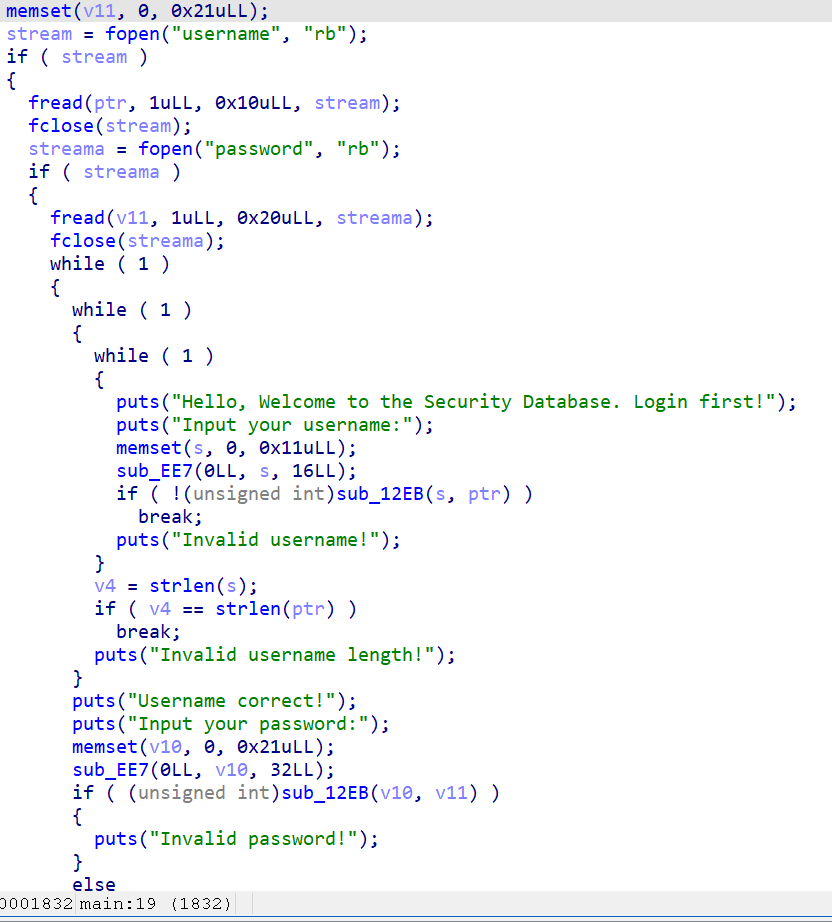 memset(v11, 0, 0x21uLL);
stream = fopen("username", "rb");
if ( stream )
{
fread(ptr, 1uLL, 0x10uLL, stream);
fclose(stream);
streama = fopen("password", "rb");
if ( streama )
{
fread(v11, 1uLL, 0x20uLL, streama);
fclose(streama);
while ( 1 )
{
while ( 1 )
{
while ( 1 )
{
puts("Hello, Welcome to the Security Database. Login first!");
puts("Input your username:");
memset(s, 0, 0x11uLL);
sub_EE7(0LL, s, 16LL);
if ( !(unsigned int)sub_12EB(s, ptr) )
break;
puts("Invalid username!");
}
v4 = strlen(s);
if ( v4 == strlen(ptr) )
break;
puts("Invalid username length!");
}
puts("Username correct!");
puts("Input your password:");
memset(v10, 0, 0x21uLL);
sub_EE7(0LL, v10, 32LL);
if ( (unsigned int)sub_12EB(v10, v11) )
{
puts("Invalid password!");
}
else
0001832 main:19 (1832)